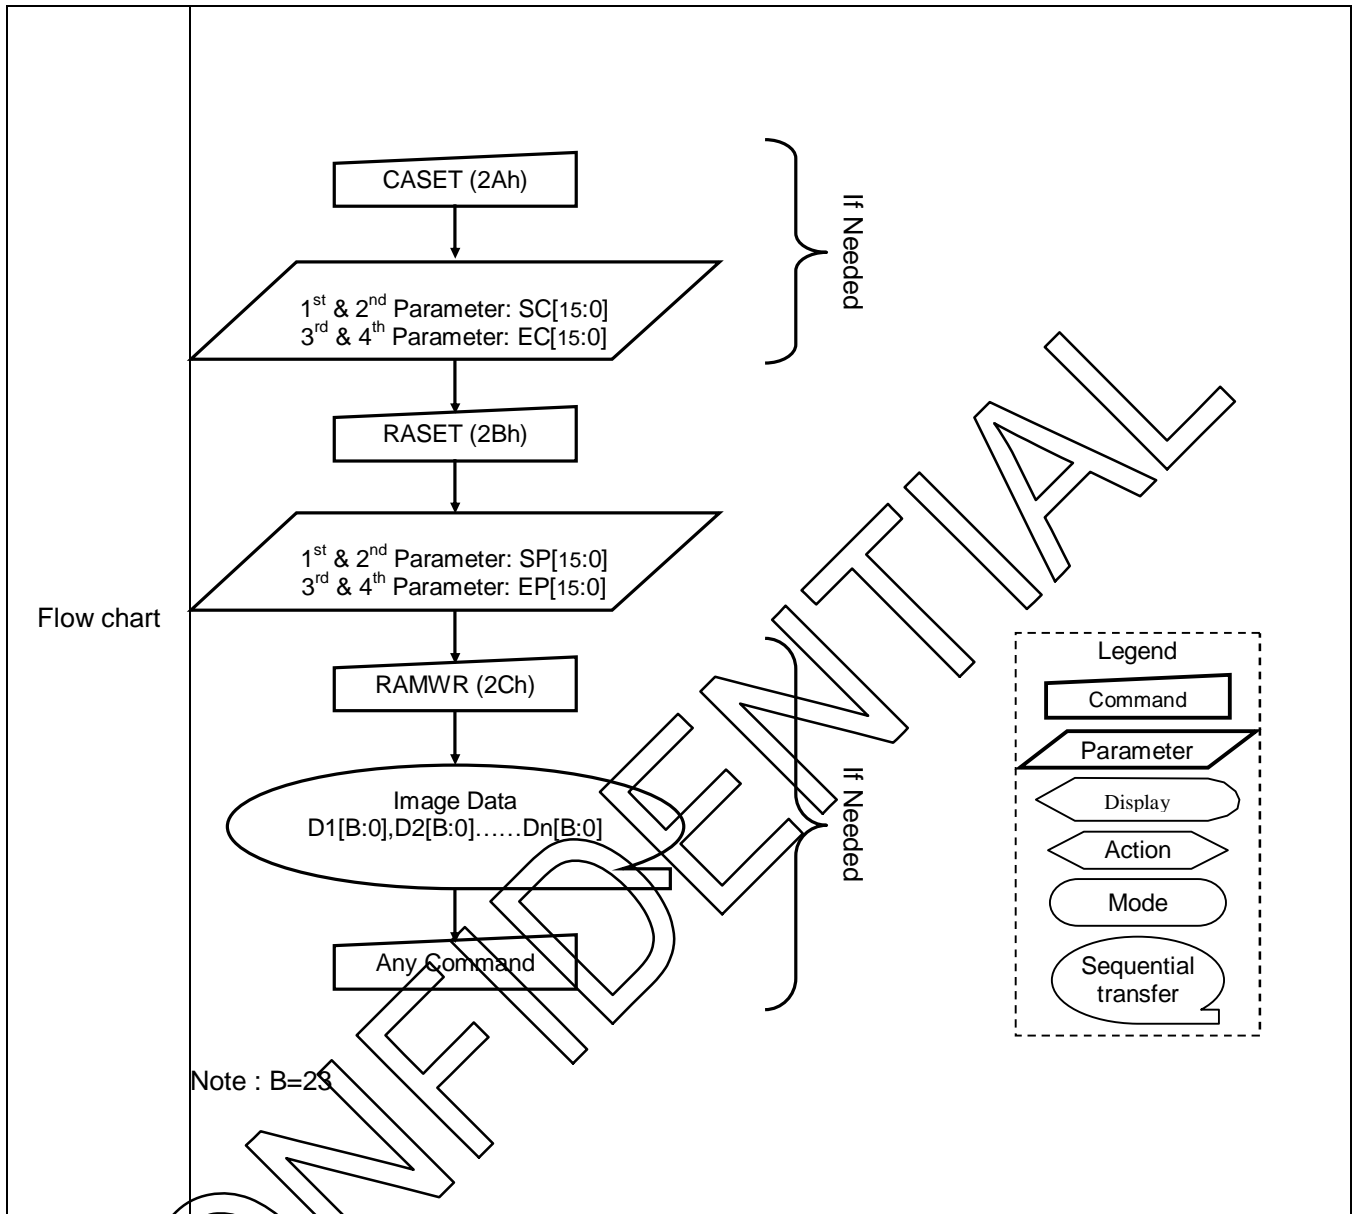 CASET (2Ah)
1st & 2nd Parameter: SC[15:0]
3rd & 4th Parameter: EC[15:0]
If Needed
RASET (2Bh)
1st & 2nd Parameter: SP[15:0]
3rd & 4th Parameter: EP[15:0]
Flow chart
RAMWR (2Ch)
Image Data
D1[B:0],D2[B:0]……Dn[B:0]
If Needed
Any Command
Note : B=23
Legend
Command
Parameter
Display
Action
Mode
Sequential
transfer
ONFIDENTIAL